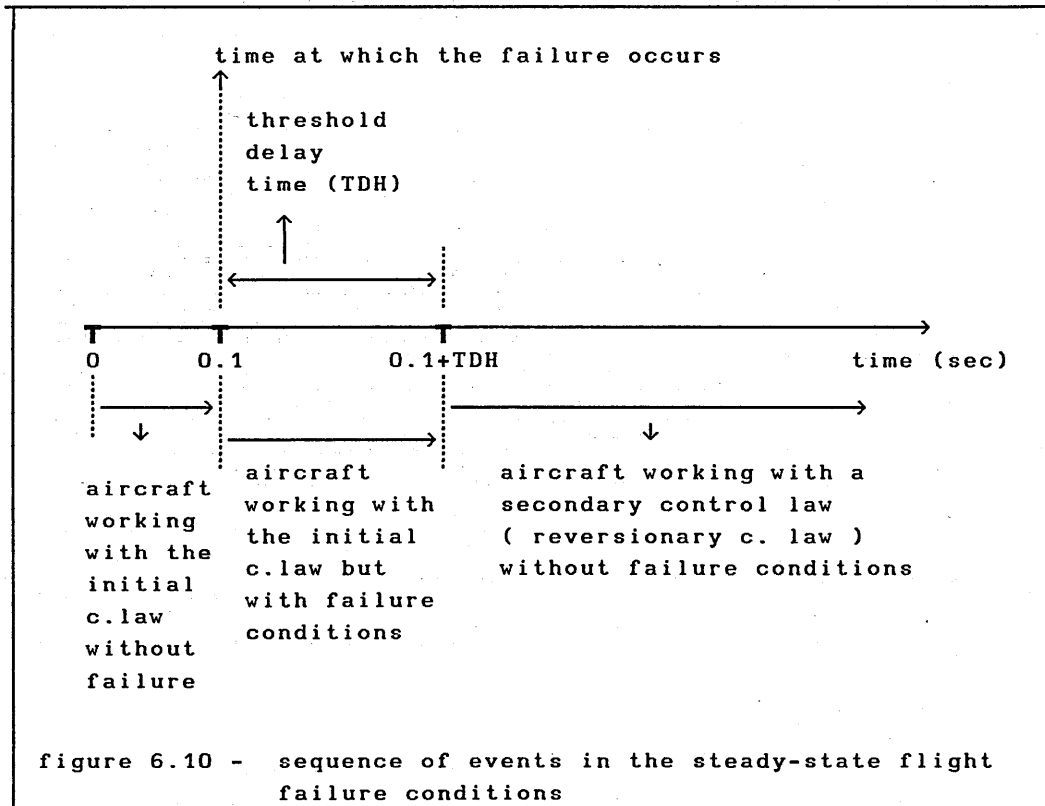 time at which the failure occurs
threshold
delay
time (TDH)
0
0.1
0.1+TDH
time (sec)
aircraft
working
with the
initial
c.law
without
failure
aircraft
working with
the initial
c.law but
with failure
conditions
aircraft working with a
secondary control law
( reversionary c. law )
without failure conditions
figure 6.10 - sequence of events in the steady-state flight
failure conditions